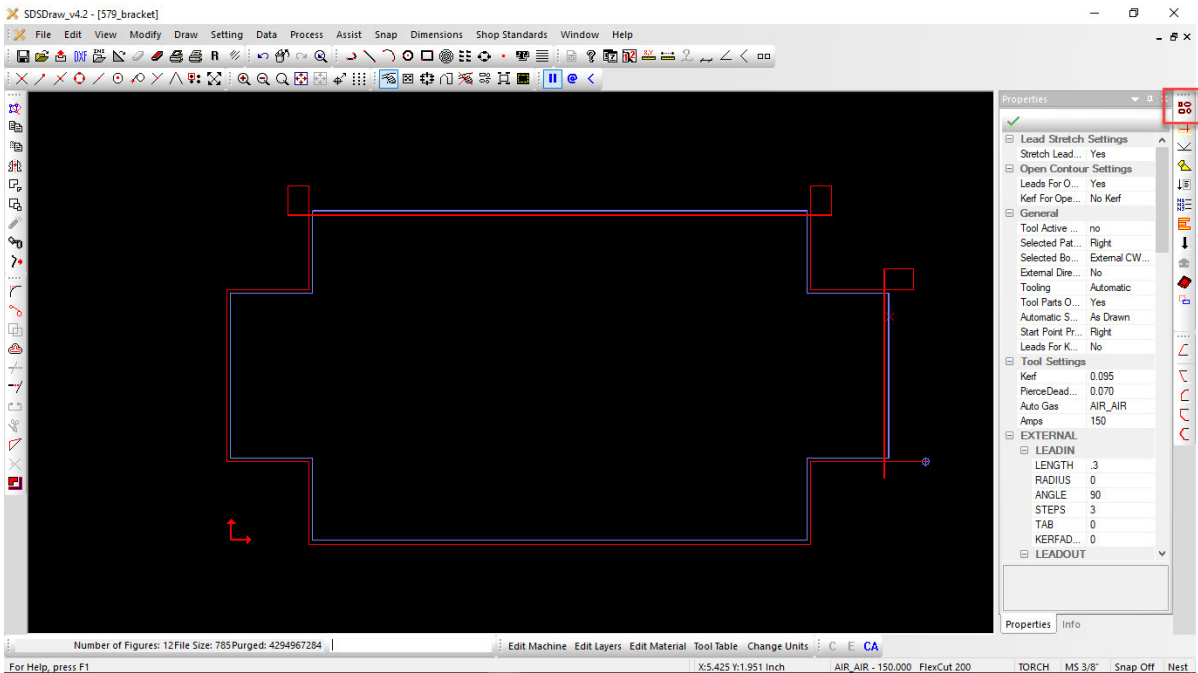 SDSDraw_v4.2 - [579_bracket]
File Edit View Modify Draw Setting Data Process Assist Snap Dimensions Shop Standards Window Help
DXF R
Properties
Lead Stretch Settings
Stretch Lead... Yes
Open Contour Settings
Leads For O... Yes
Kerf For Ope... No Kerf
General
Tool Active ... no
Selected Pat... Right
Selected Bo... External CW...
External Dire... No
Tooling Automatic
Tool Parts O... Yes
Automatic S... As Drawn
Start Point Pr... Right
Leads For K... No
Tool Settings
Kerf 0.095
PierceDead... 0.070
Auto Gas AIR_AIR
Amps 150
EXTERNAL
LEADIN
LENGTH .3
RADIUS 0
ANGLE 90
STEPS 3
TAB 0
KERFAD... 0
LEADOUT
Properties Info
Number of Figures: 12File Size: 785Purged: 4294967284
Edit Machine Edit Layers Edit Material Tool Table Change Units C E CA
For Help, press F1
X:5.425 Y:1.951 Inch AIR_AIR - 150.000 FlexCut 200 TORCH MS 3/8" Snap Off Nest